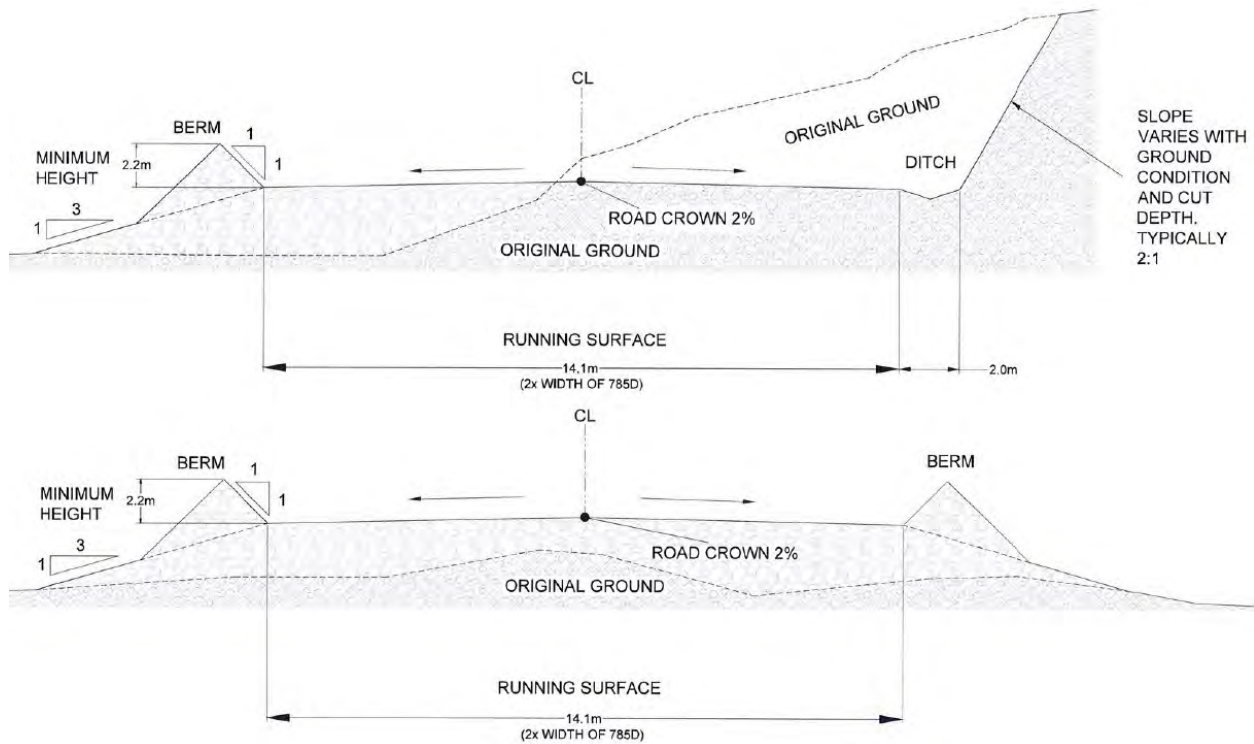 CL
BERM
1
1
MINIMUM
HEIGHT
2.2m
3
1
ORIGINAL GROUND
DITCH
SLOPE
VARIES WITH
GROUND
CONDITION
AND CUT
DEPTH.
TYPICALLY
2:1
ROAD CROWN 2%
ORIGINAL GROUND
RUNNING SURFACE
14.1m
(2x WIDTH OF 785D)
2.0m
CL
BERM
1
1
MINIMUM
HEIGHT
2.2m
3
1
BERM
ROAD CROWN 2%
ORIGINAL GROUND
RUNNING SURFACE
14.1m
(2x WIDTH OF 785D)